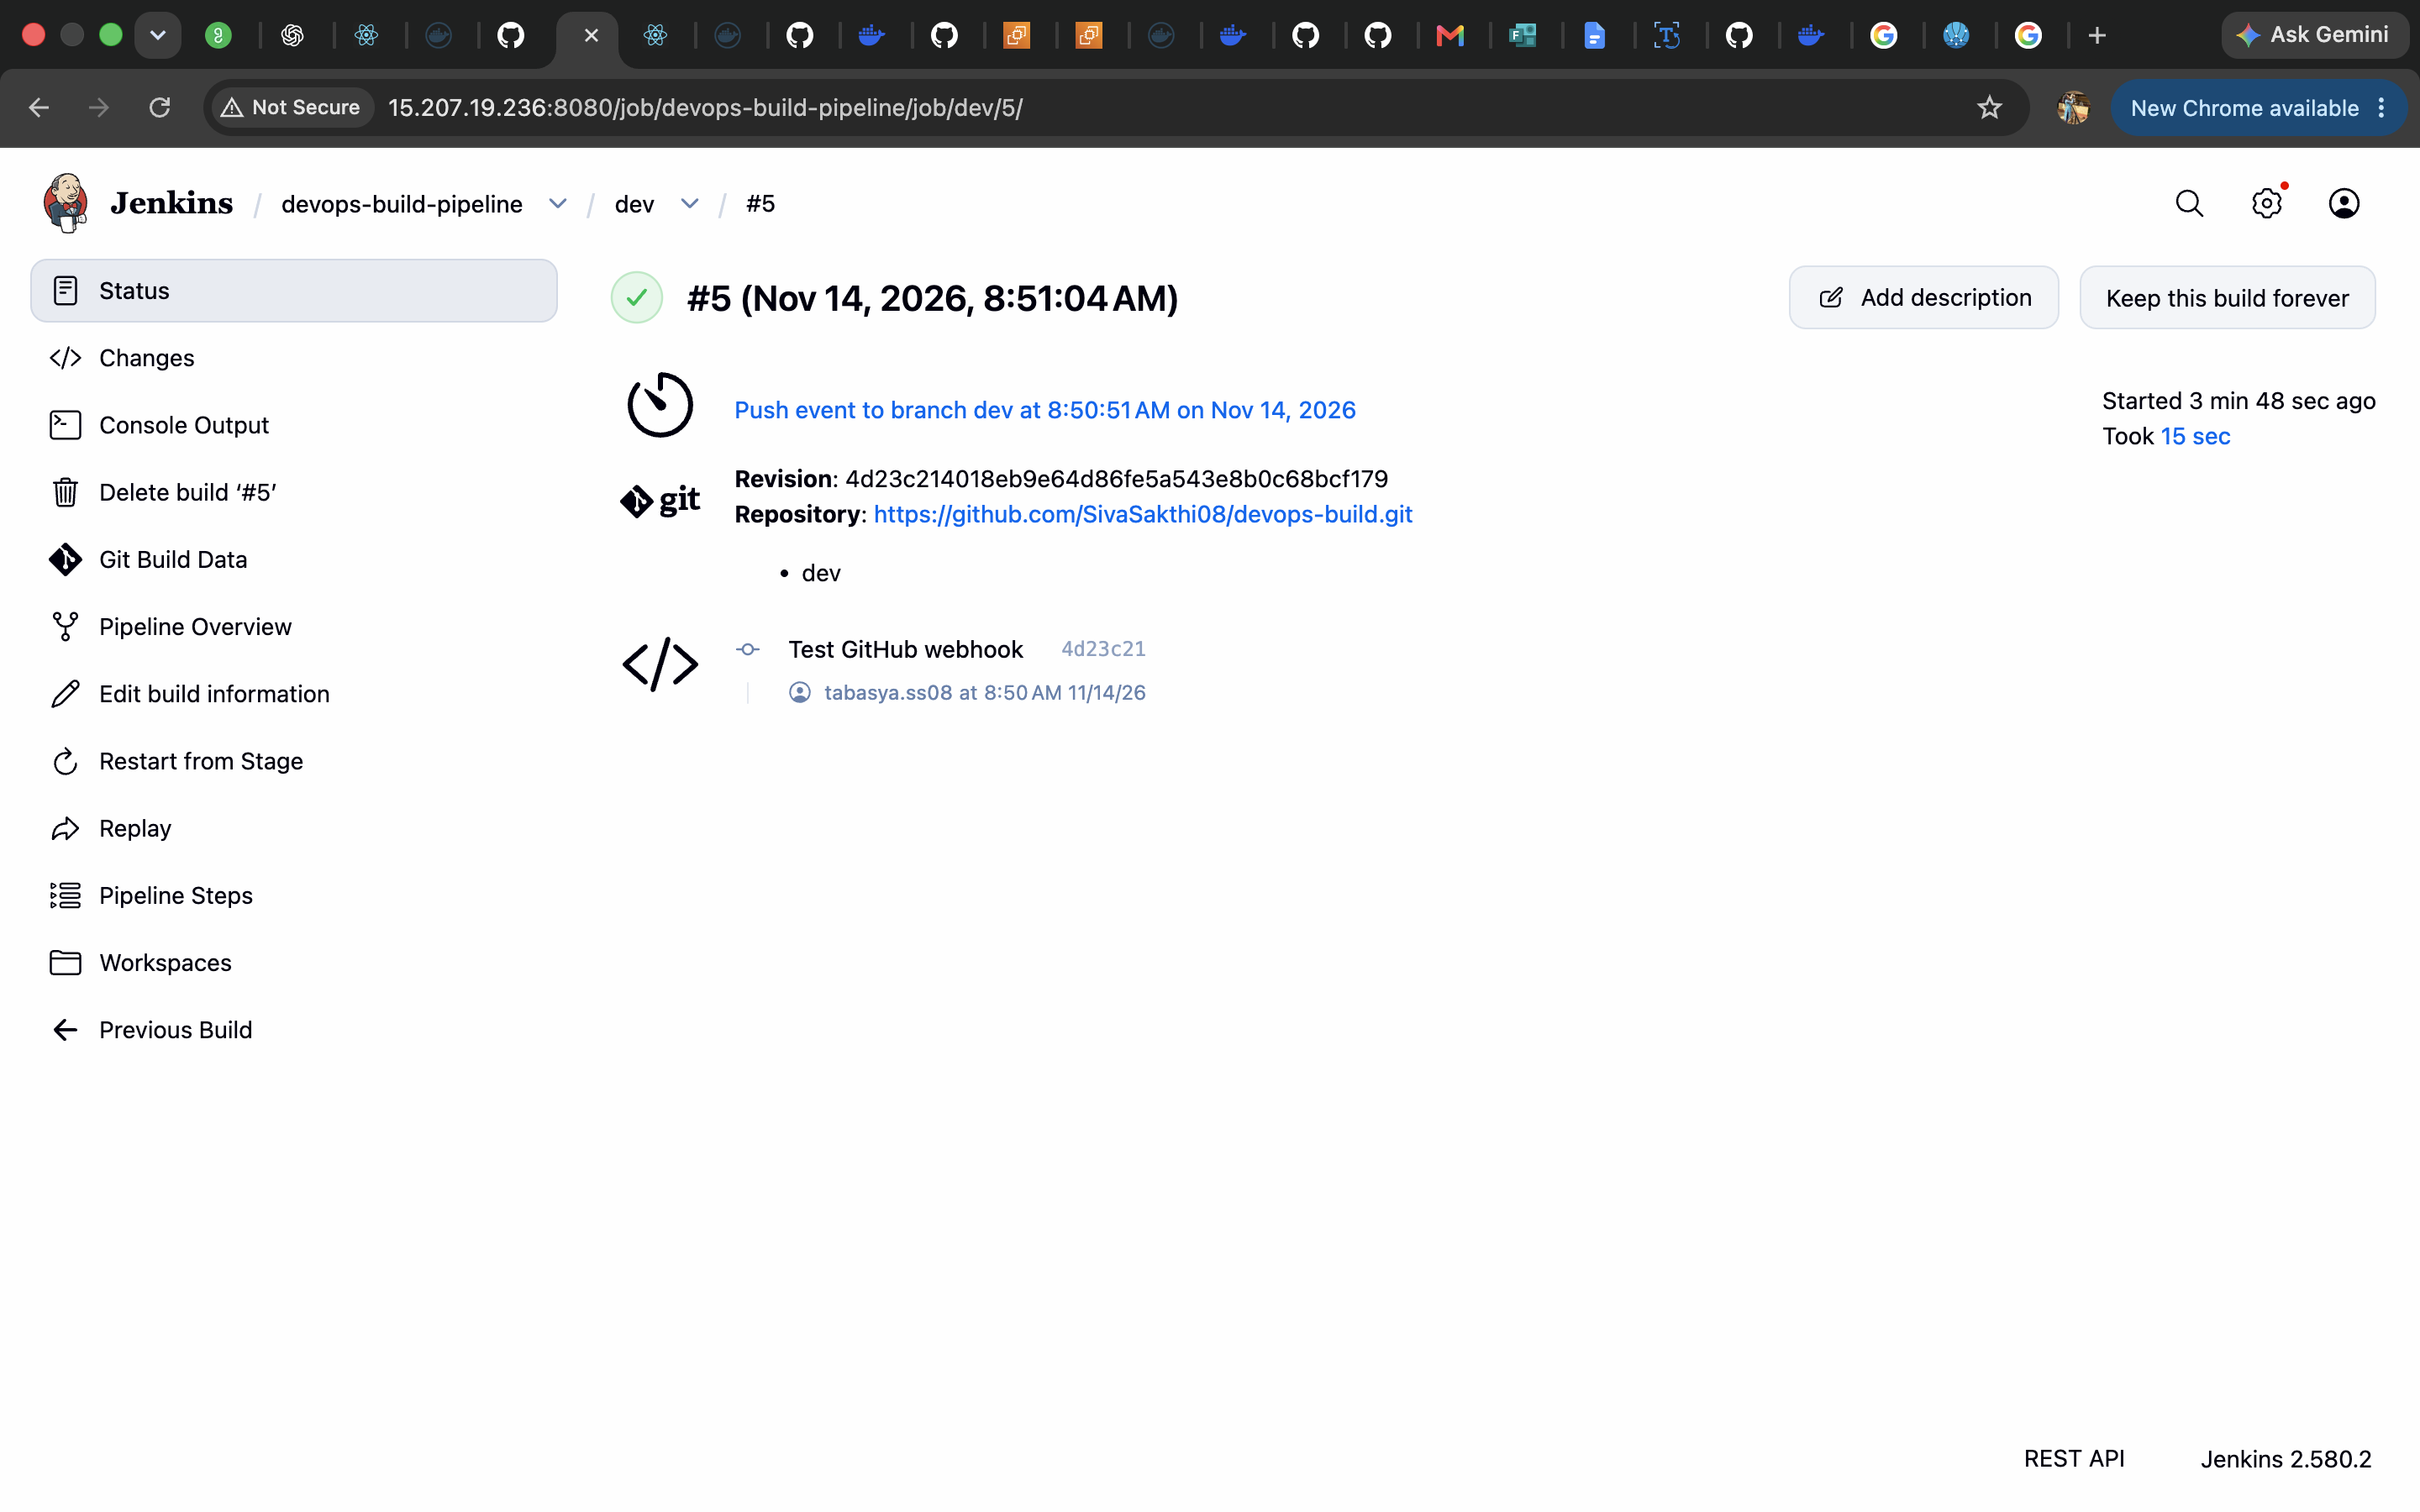 Ask Gemini
Not Secure 15.207.19.236:8080/job/devops-build-pipeline/job/dev/5/
New Chrome available
Jenkins / devops-build-pipeline / dev / #5
Status
Changes
Console Output
Delete build ‘#5’
Git Build Data
Pipeline Overview
Edit build information
Restart from Stage
Replay
Pipeline Steps
Workspaces
Previous Build
#5 (Nov 14, 2026, 8:51:04 AM)
Add description
Keep this build forever
Push event to branch dev at 8:50:51 AM on Nov 14, 2026
Started 3 min 48 sec ago
Took 15 sec
git
Revision: 4d23c214018eb9e64d86fe5a543e8b0c68bcf179
Repository: https://github.com/SivaSakthi08/devops-build.git
• dev
Test GitHub webhook 4d23c21
tabasya.ss08 at 8:50 AM 11/14/26
REST API
Jenkins 2.580.2